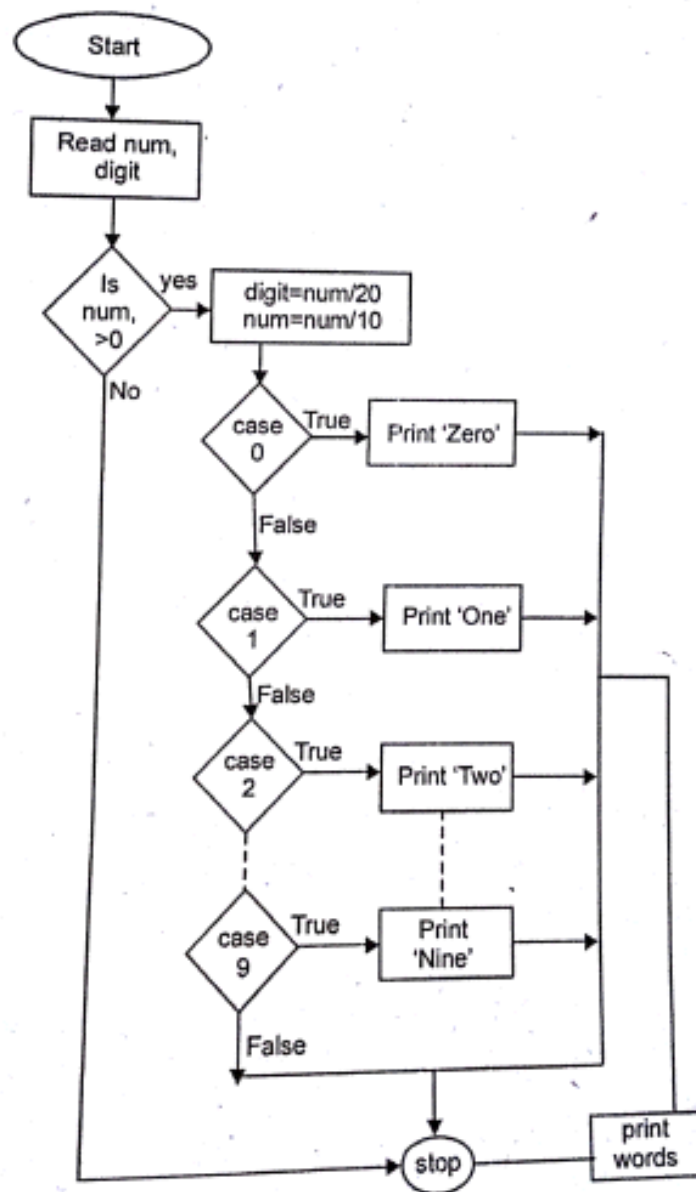 Start
Read num,
digit
Is
num,
>0
yes
No
digit=num/20
num=num/10
case
0
True
Print 'Zero'
False
case
1
True
Print 'One'
False
case
2
True
Print 'Two'
case
9
True
Print
'Nine'
False
stop
print
words